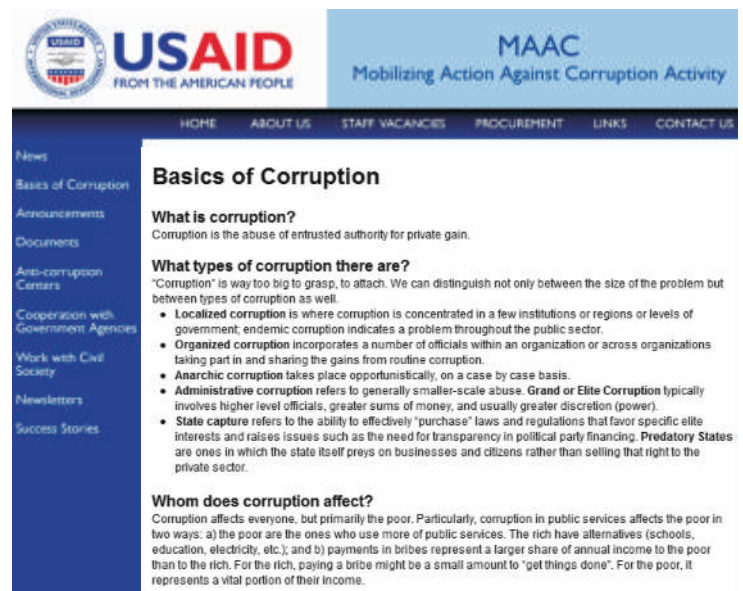 USAID
USAID
FROM THE AMERICAN PEOPLE
MAAC
Mobilizing Action Against Corruption Activity
HOME ABOUT US STAFF VACANCIES PROCUREMENT LINKS CONTACT US
News
Basics of Corruption
Announcements
Documents
Anti-corruption
Centers
Cooperation with
Government Agencies
Work with Civil
Society
Newsletters
Success Stories
Basics of Corruption
What is corruption?
Corruption is the abuse of entrusted authority for private gain.
What types of corruption there are?
"Corruption" is way too big to grasp, to attach. We can distinguish not only between the size of the problem but
between types of corruption as well.
• Localized corruption is where corruption is concentrated in a few institutions or regions or levels of
government; endemic corruption indicates a problem throughout the public sector.
• Organized corruption incorporates a number of officials within an organization or across organizations
taking part in and sharing the gains from routine corruption.
• Anarchic corruption takes place opportunistically, on a case by case basis.
• Administrative corruption refers to generally smaller-scale abuse. Grand or Elite Corruption typically
involves higher level officials, greater sums of money, and usually greater discretion (power).
• State capture refers to the ability to effectively "purchase" laws and regulations that favor specific elite
interests and raises issues such as the need for transparency in political party financing. Predatory States
are ones in which the state itself preys on businesses and citizens rather than selling that right to the
private sector.
Whom does corruption affect?
Corruption affects everyone, but primarily the poor. Particularly, corruption in public services affects the poor in
two ways: a) the poor are the ones who use more of public services. The rich have alternatives (schools,
education, electricity, etc.); and b) payments in bribes represent a larger share of annual income to the poor
than to the rich. For the rich, paying a bribe might be a small amount to "get things done". For the poor, it
represents a vital portion of their income.